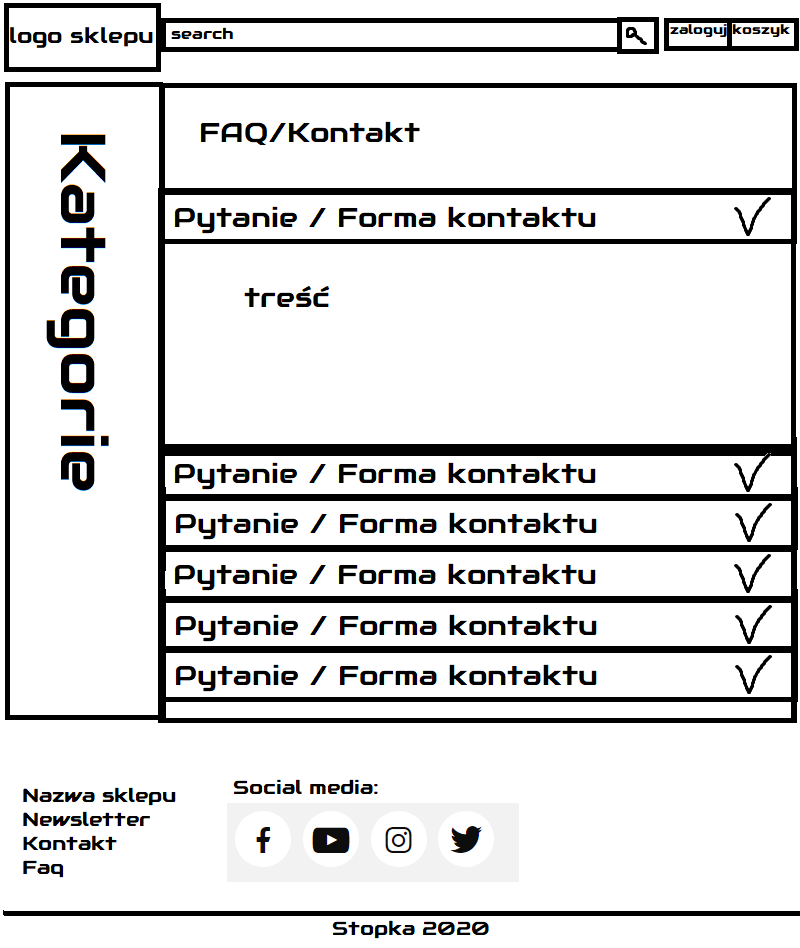 logo sklepu
search
zaloguj
koszyk
Kategorie
FAQ/Kontakt
Pytanie / Forma kontaktu
treść
Pytanie / Forma kontaktu
Pytanie / Forma kontaktu
Pytanie / Forma kontaktu
Pytanie / Forma kontaktu
Pytanie / Forma kontaktu
Nazwa sklepu
Newsletter
Kontakt
Faq
Social media:
Stopka 2020